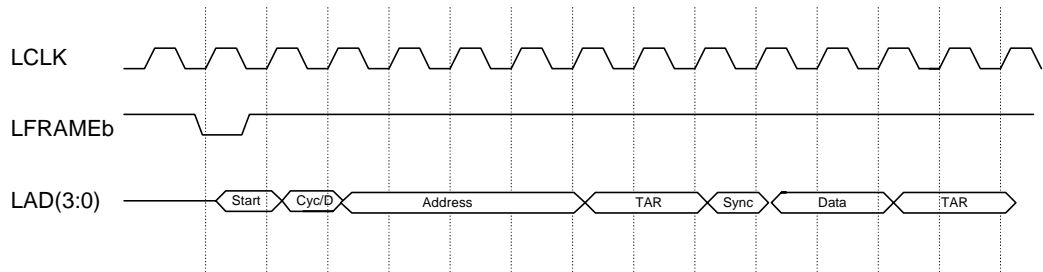 LCLK
LFRAMEb
LAD(3:0)
Start
Cyc/D
Address
TAR
Sync
Data
TAR